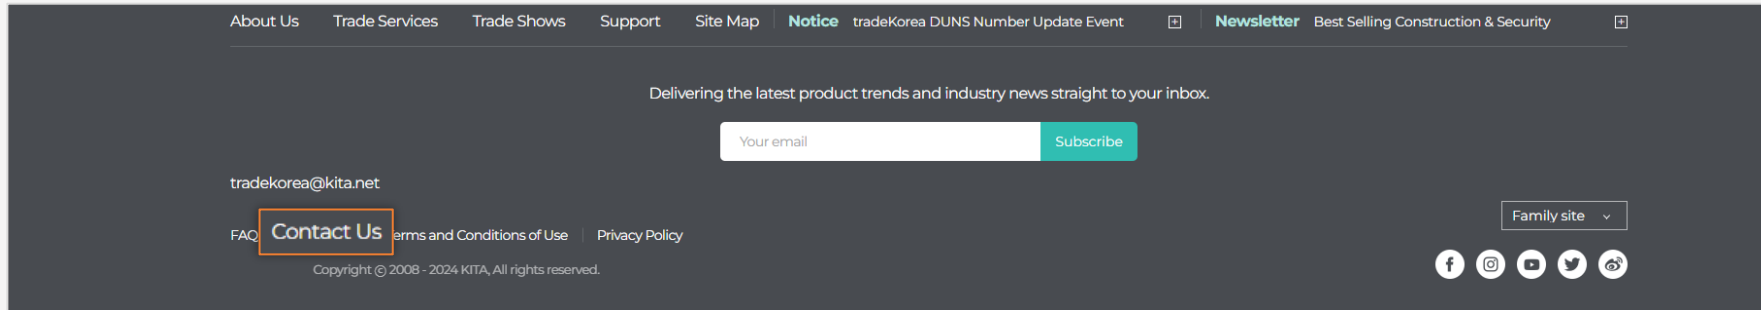 About Us Trade Services Trade Shows Support Site Map Notice tradeKorea DUNS Number Update Event Newsletter Best Selling Construction & Security
Delivering the latest product trends and industry news straight to your inbox.
Your email Subscribe
tradekorea@kita.net
Family site
FAQ Contact Us erms and Conditions of Use Privacy Policy
Copyright © 2008 - 2024 KITA, All rights reserved.